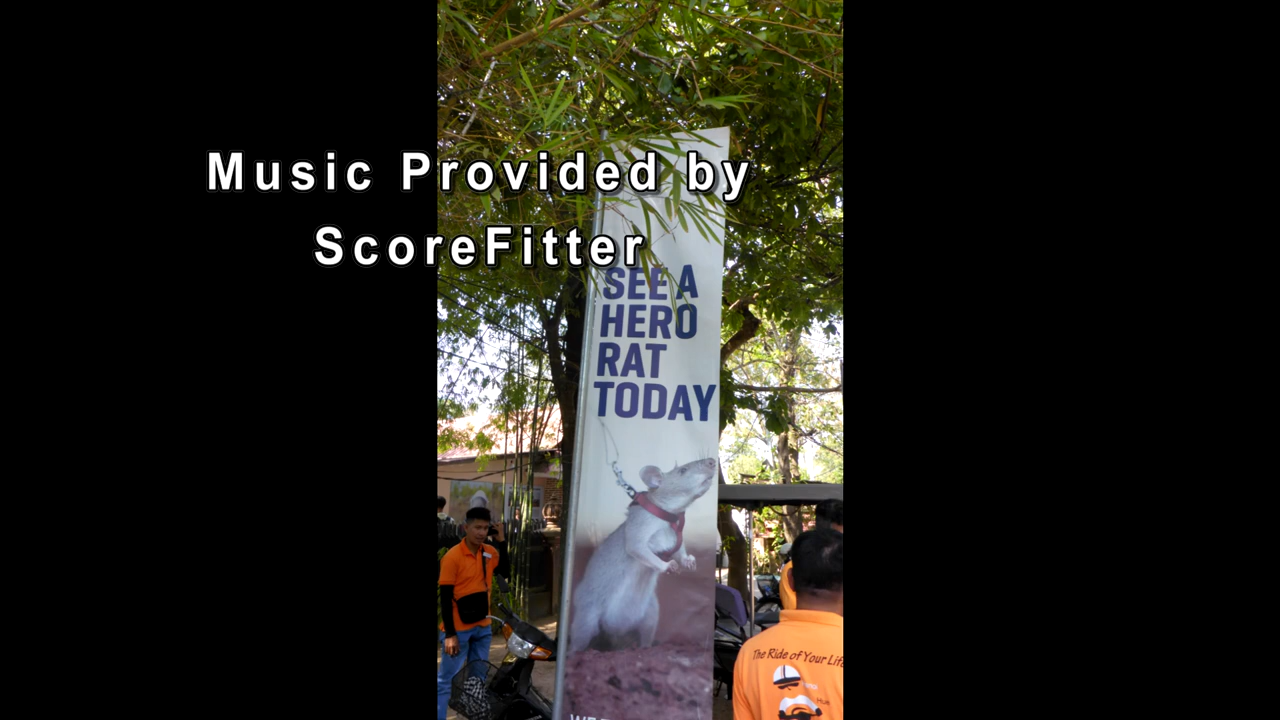 Music Provided by
ScoreFitter
SEE A
HERO
RAT
TODAY
The Ride of Your Life